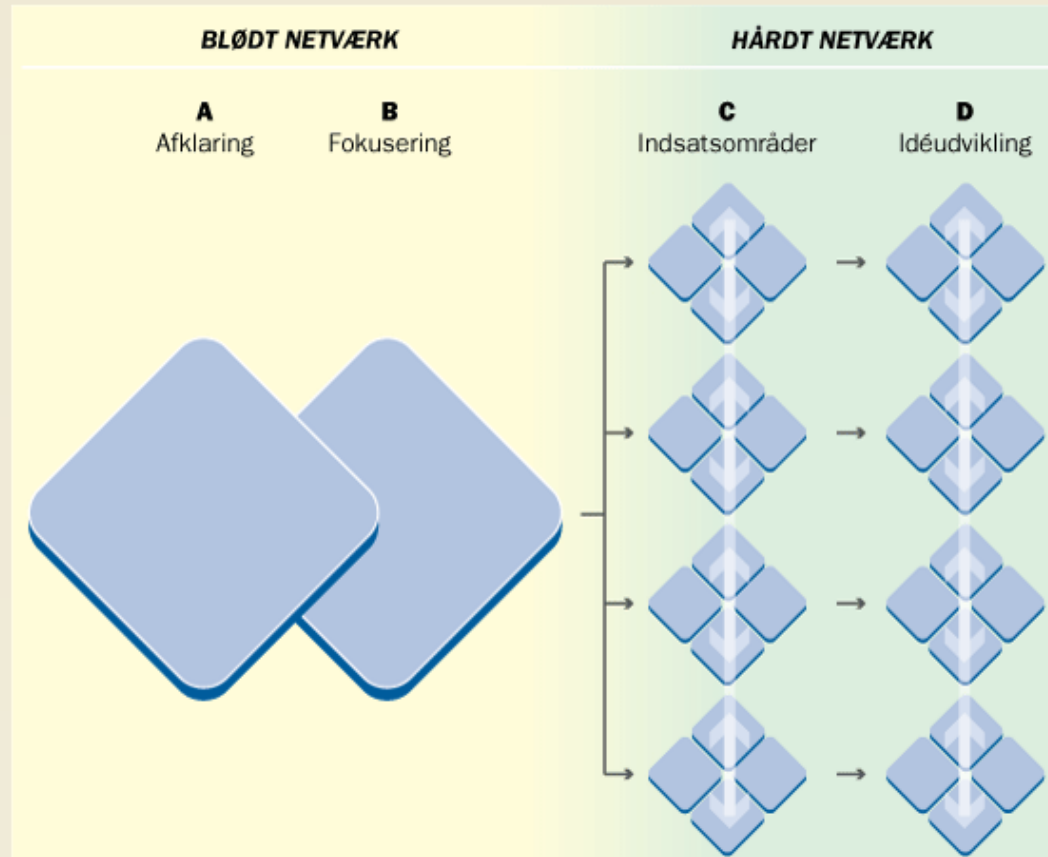 BLØDT NETVÆRK
HÅRDT NETVÆRK
A
Afklaring
B
Fokusering
C
Indsatsområder
D
Idéudvikling